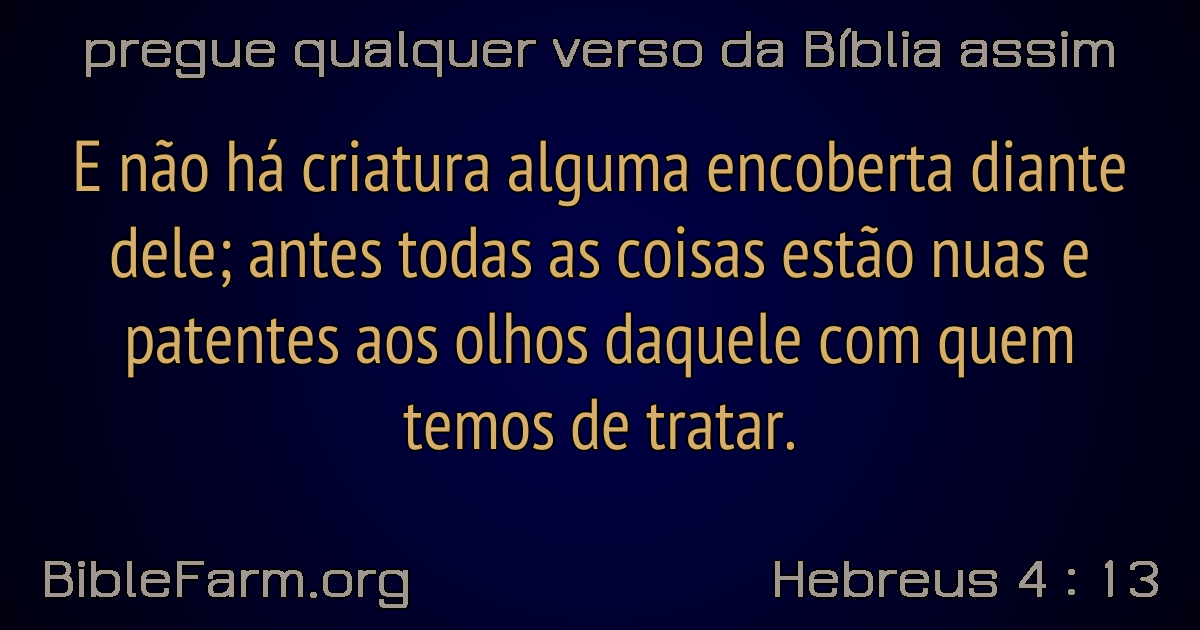 pregue qualquer verso da Bíblia assim
E não há criatura alguma encoberta diante
dele; antes todas as coisas estão nuas e
patentes aos olhos daquele com quem
temos de tratar.
BibleFarm.org
Hebreus 4 : 13